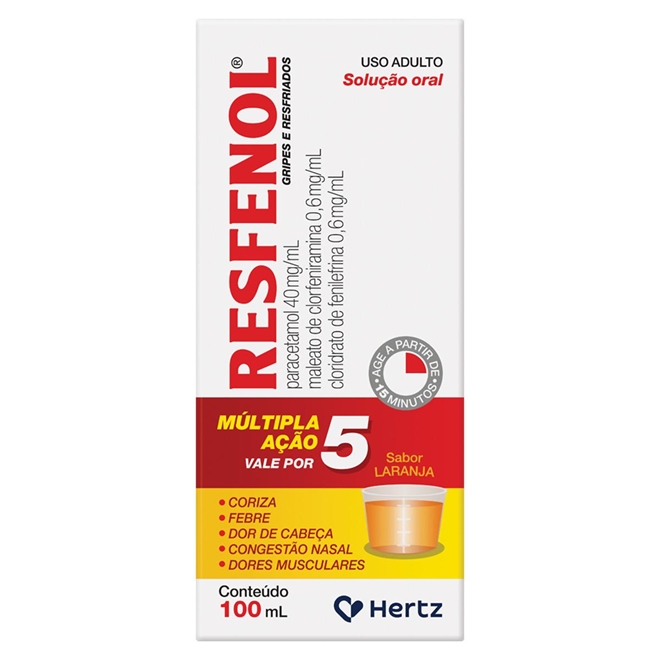 USO ADULTO
Solução oral
RESFENOL®
GRIPES E RESFRIADOS
paracetamol 40mg/mL
maleato de clorfeniramina 0,6mg/mL
cloridrato de fenilefrina 0,6mg/mL
AGE A PARTIR DE
15 MINUTOS
MÚLTIPLA
AÇÃO
VALE POR
5
Sabor
LARANJA
• CORIZA
• FEBRE
• DOR DE CABEÇA
• CONGESTÃO NASAL
• DORES MUSCULARES
Conteúdo
100 mL
Hertz